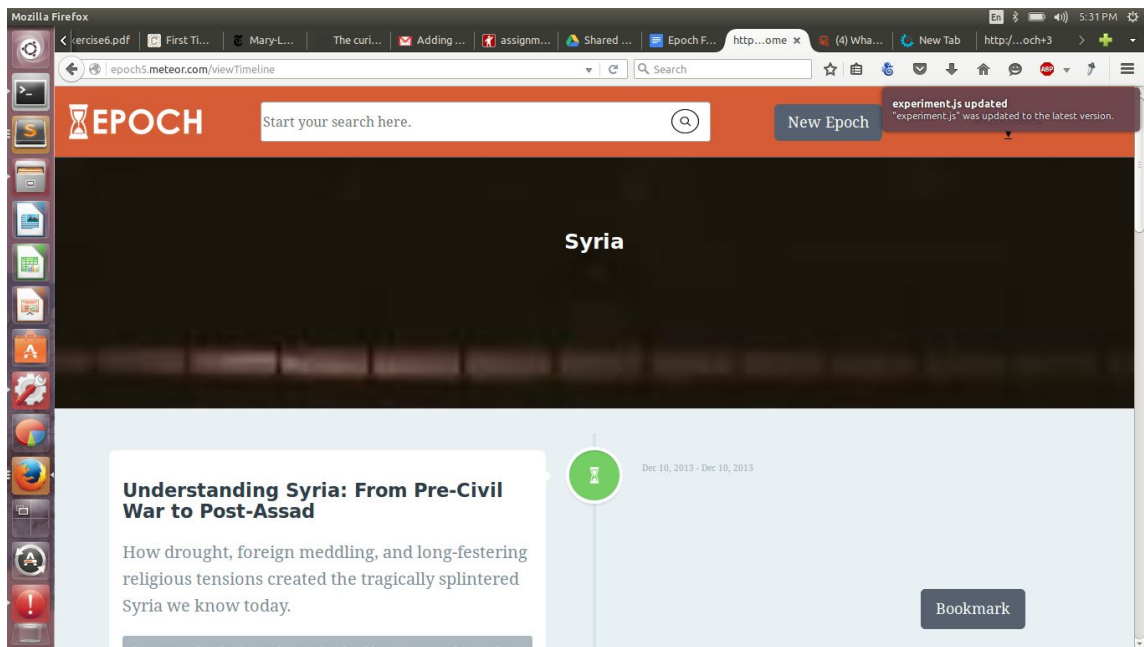 Mozilla Firefox
En
5:31 PM
‹ercise6.pdf
First Ti...
Mary-L...
The curi...
Adding ...
assignm...
Shared ...
Epoch F...
http...ome ×
(4) Wha...
New Tab
http:/...och+3
epoch5.meteor.com/viewTimeline
Search
ABP
EPOCH
Start your search here.
New Epoch
experiment.js updated
"experiment.js" was updated to the latest version.
Syria
Dec 10, 2013 - Dec 10, 2013
Understanding Syria: From Pre-Civil
War to Post-Assad
How drought, foreign meddling, and long-festering
religious tensions created the tragically splintered
Syria we know today.
Bookmark